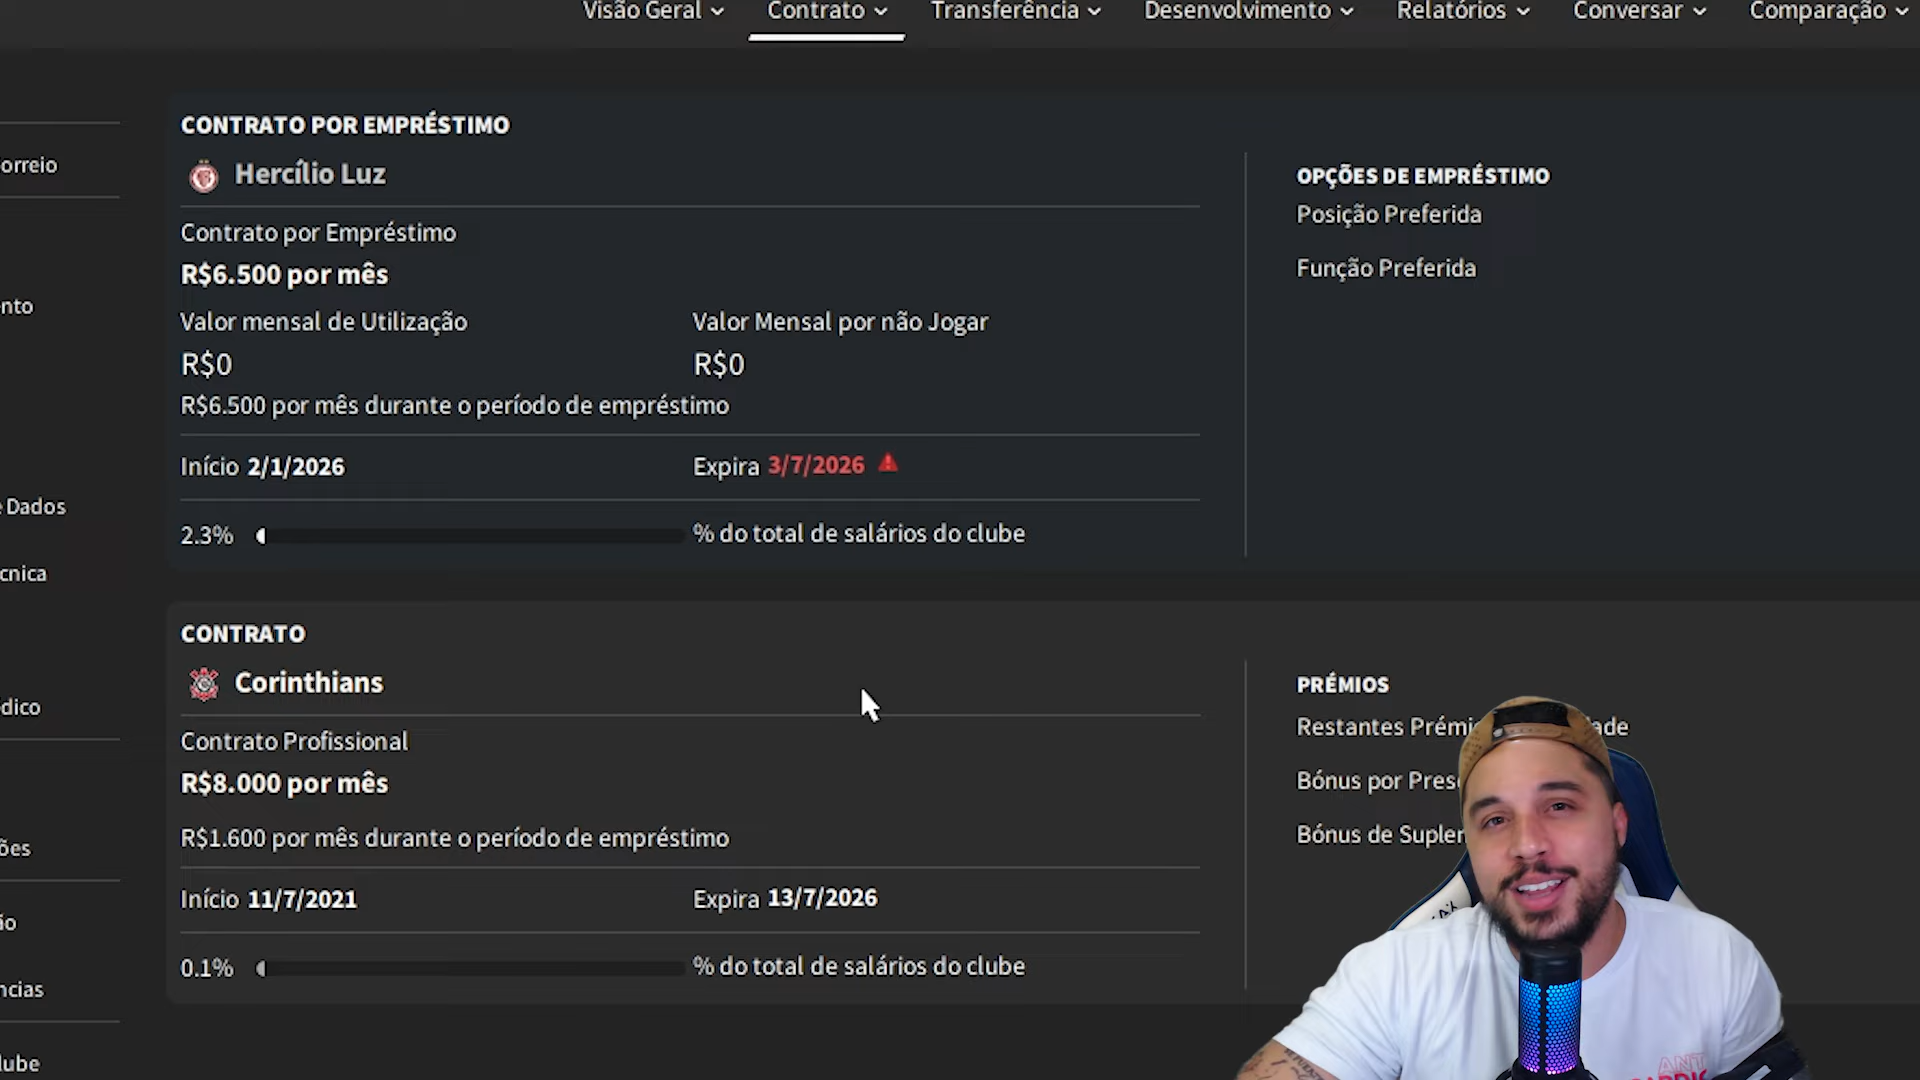 Visão Geral
Contrato
Transferência
Desenvolvimento
Relatórios
Conversar
Comparação
orreio
nto
e Dados
cnica
dico
ões
ão
ncias
lube
CONTRATO POR EMPRÉSTIMO
Hercílio Luz
Contrato por Empréstimo
R$6.500 por mês
Valor mensal de Utilização
Valor Mensal por não Jogar
R$0
R$0
R$6.500 por mês durante o período de empréstimo
Início 2/1/2026
Expira 3/7/2026
2.3%
% do total de salários do clube
OPÇÕES DE EMPRÉSTIMO
Posição Preferida
Função Preferida
CONTRATO
Corinthians
Contrato Profissional
R$8.000 por mês
R$1.600 por mês durante o período de empréstimo
Início 11/7/2021
Expira 13/7/2026
0.1%
% do total de salários do clube
PRÉMIOS
Restantes Prémi ade
Bónus por Pres
Bónus de Suplen
ANT